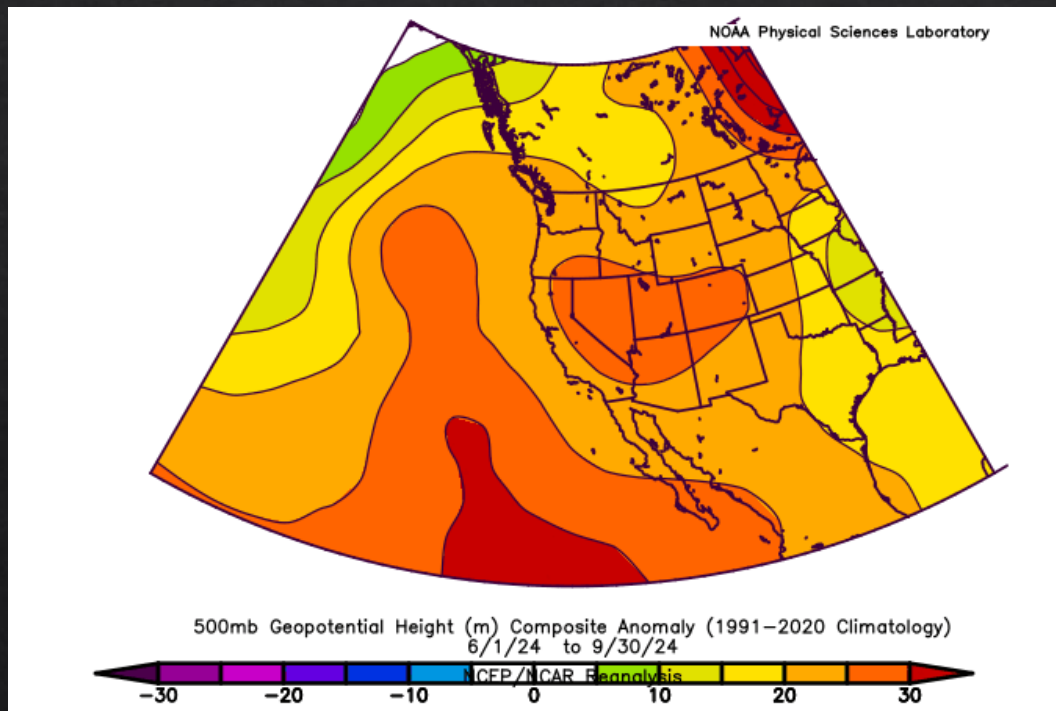 NOAA Physical Sciences Laboratory
500mb Geopotential Height (m) Composite Anomaly (1991-2020 Climatology)
6/1/24 to 9/30/24
NCEP/NCAR Reanalysis
-30 -20 -10 0 10 20 30